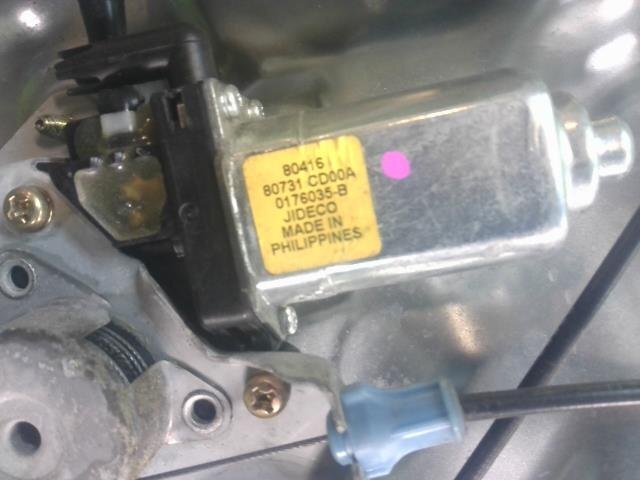 80416
80731 CD00A
0176035-B
JIDECO
MADE IN
PHILIPPINES